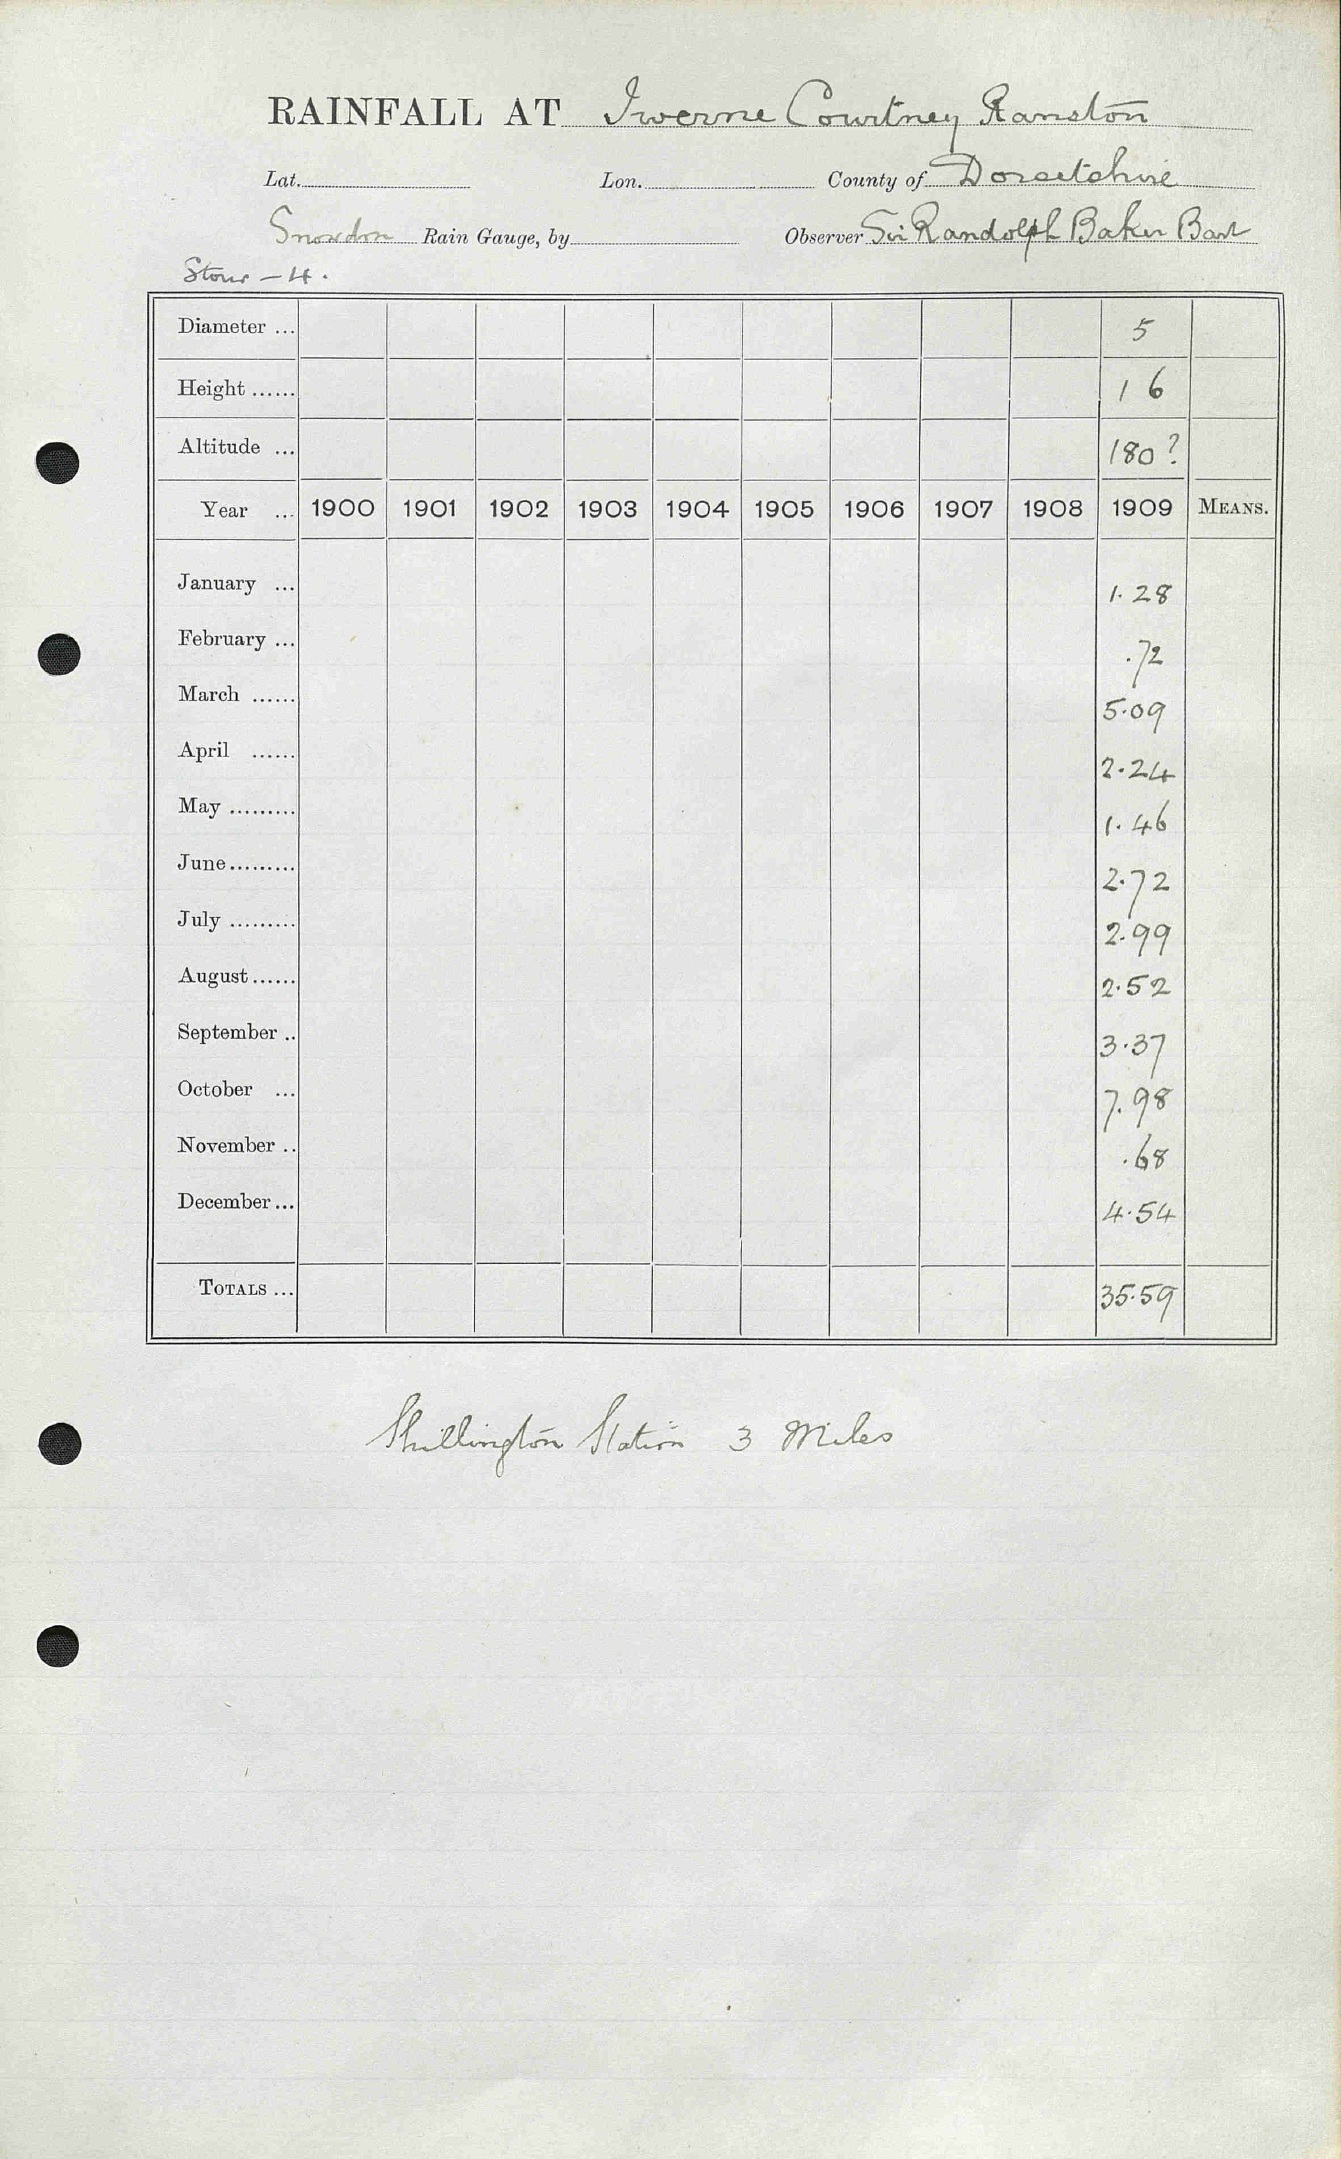 RAINFALL AT Iwerne Courtney Ranston
Lat. Lon. County of Dorsetshire
Snowdon Rain Gauge, by Observer Sir Randolph Baker Bart
Stour - 4.
Diameter ... 5
Height ...... 1 6
Altitude ... 180 ?
Year ... 1900 1901 1902 1903 1904 1905 1906 1907 1908 1909 MEANS.
January ... 1.28
February ... .72
March ...... 5.09
April ...... 2.24
May ......... 1.46
June ......... 2.72
July ......... 2.99
August ...... 2.52
September .. 3.37
October ... 7.98
November .. .68
December ... 4.54
TOTALS ... 35.59
Shillington Station 3 Miles